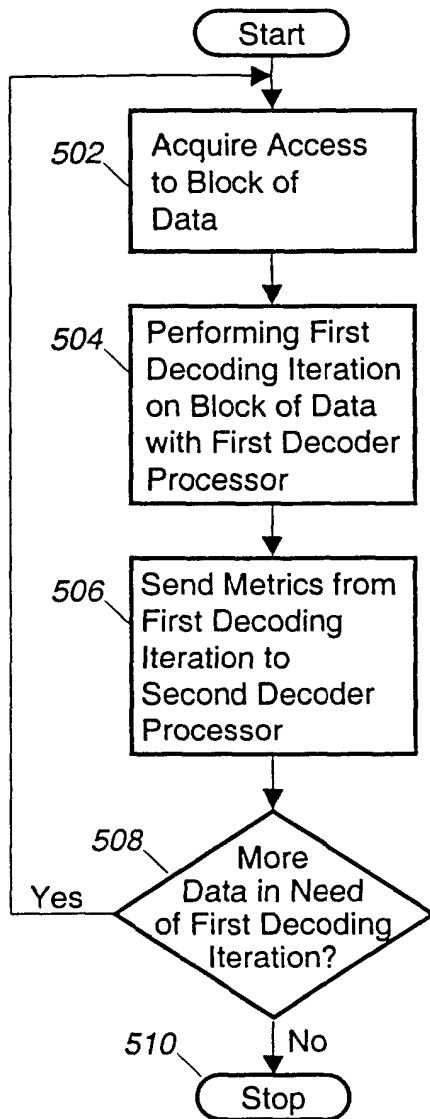 Start
502
Acquire Access
to Block of
Data
504
Performing First
Decoding Iteration
on Block of Data
with First Decoder
Processor
506
Send Metrics from
First Decoding
Iteration to
Second Decoder
Processor
508
More
Data in Need
of First Decoding
Iteration?
Yes
No
510
Stop